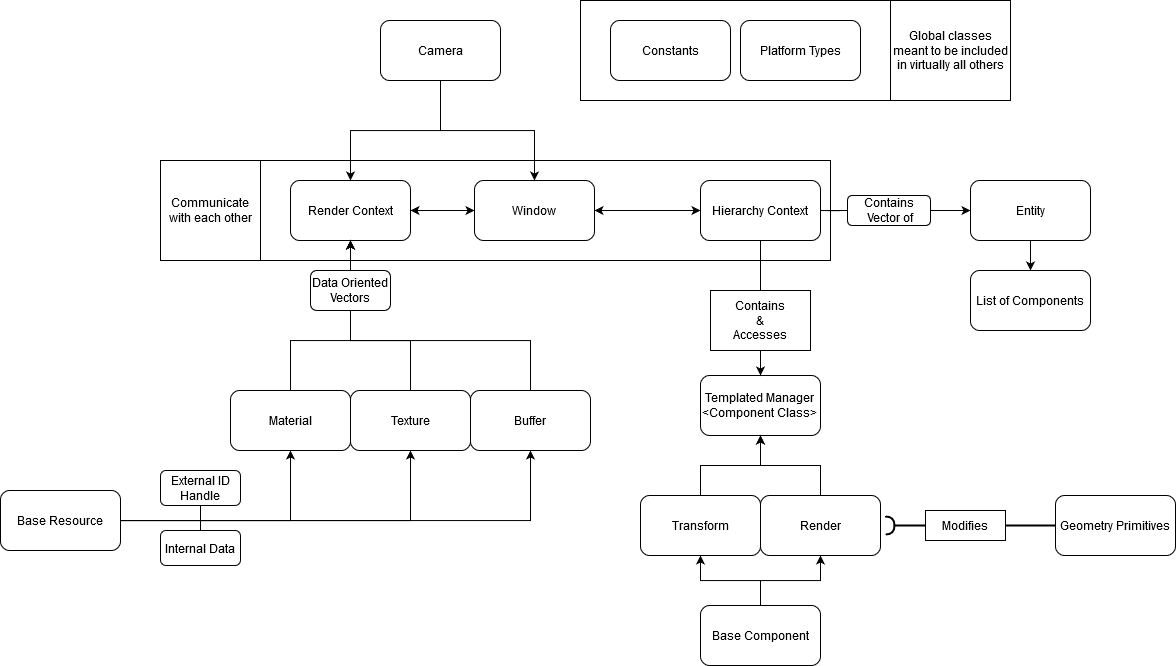 Camera
Constants
Platform Types
Global classes
meant to be included
in virtually all others
Communicate
with each other
Render Context
Window
Hierarchy Context
Contains
Vector of
Entity
Data Oriented
Vectors
Contains
&
Accesses
List of Components
Material
Texture
Buffer
Templated Manager
<Component Class>
External ID
Handle
Base Resource
Internal Data
Transform
Render
Modifies
Geometry Primitives
Base Component